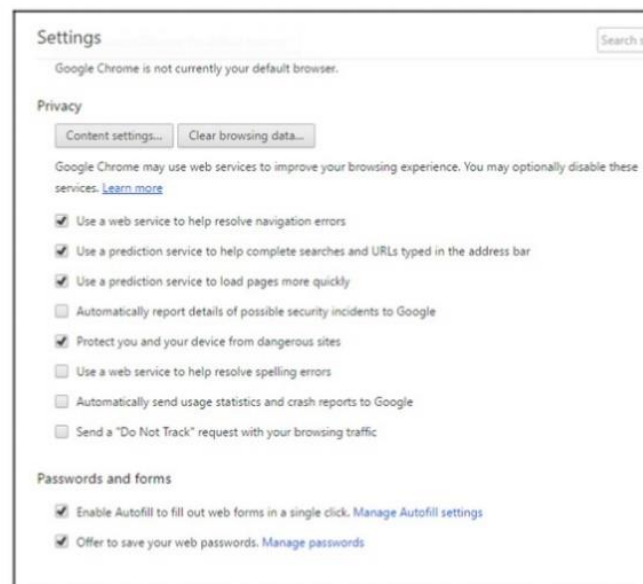 Settings
Search s
Google Chrome is not currently your default browser.
Privacy
Content settings... Clear browsing data...
Google Chrome may use web services to improve your browsing experience. You may optionally disable these
services. Learn more
Use a web service to help resolve navigation errors
Use a prediction service to help complete searches and URLs typed in the address bar
Use a prediction service to load pages more quickly
Automatically report details of possible security incidents to Google
Protect you and your device from dangerous sites
Use a web service to help resolve spelling errors
Automatically send usage statistics and crash reports to Google
Send a "Do Not Track" request with your browsing traffic
Passwords and forms
Enable Autofill to fill out web forms in a single click. Manage Autofill settings
Offer to save your web passwords. Manage passwords